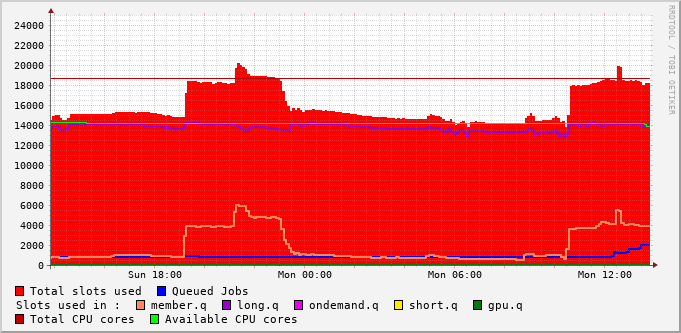 RRDTOOL / TOBI OETIKER
24000
22000
20000
18000
16000
14000
12000
10000
8000
6000
4000
2000
0
Sun 18:00 Mon 00:00 Mon 06:00 Mon 12:00
Total slots used Queued Jobs
Slots used in : member.q long.q ondemand.q short.q gpu.q
Total CPU cores Available CPU cores